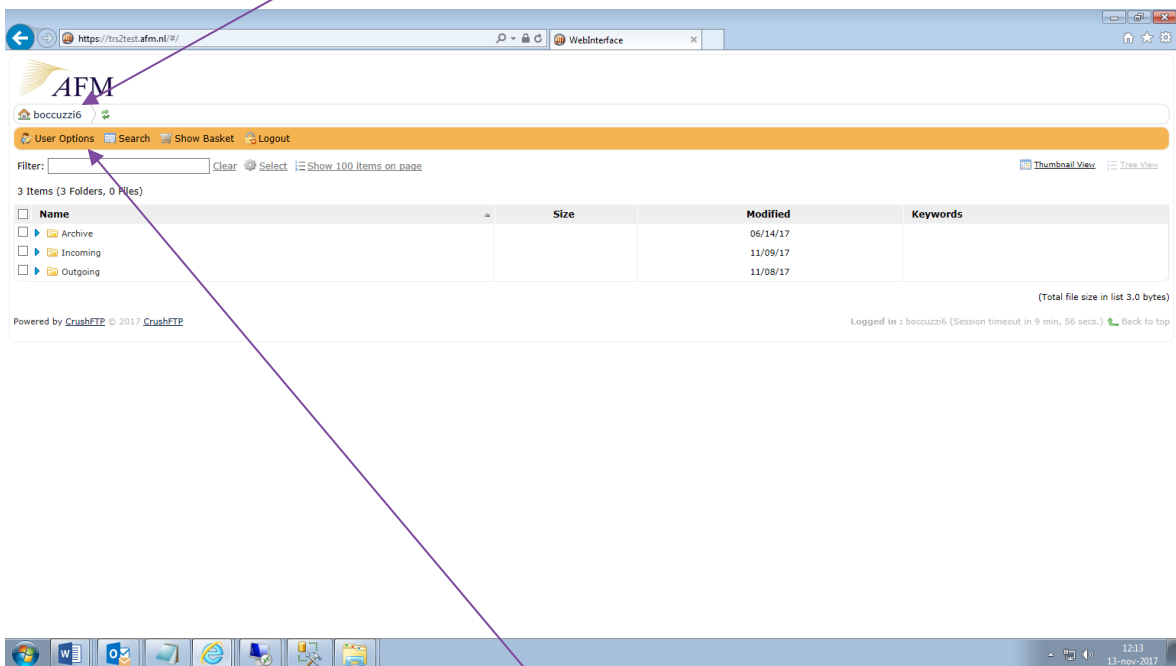 https://trs2test.afm.nl/#/
WebInterface
AFM
boccuzzi6
User Options Search Show Basket Logout
Filter: Clear Select Show 100 items on page Thumbnail View Tree View
3 Items (3 Folders, 0 Files)
Name Size Modified Keywords
Archive 06/14/17
Incoming 11/09/17
Outgoing 11/08/17
(Total file size in list 3.0 bytes)
Powered by CrushFTP © 2017 CrushFTP Logged in : boccuzzi6 (Session timeout in 9 min, 56 secs.) Back to top
12:13
13-nov-2017